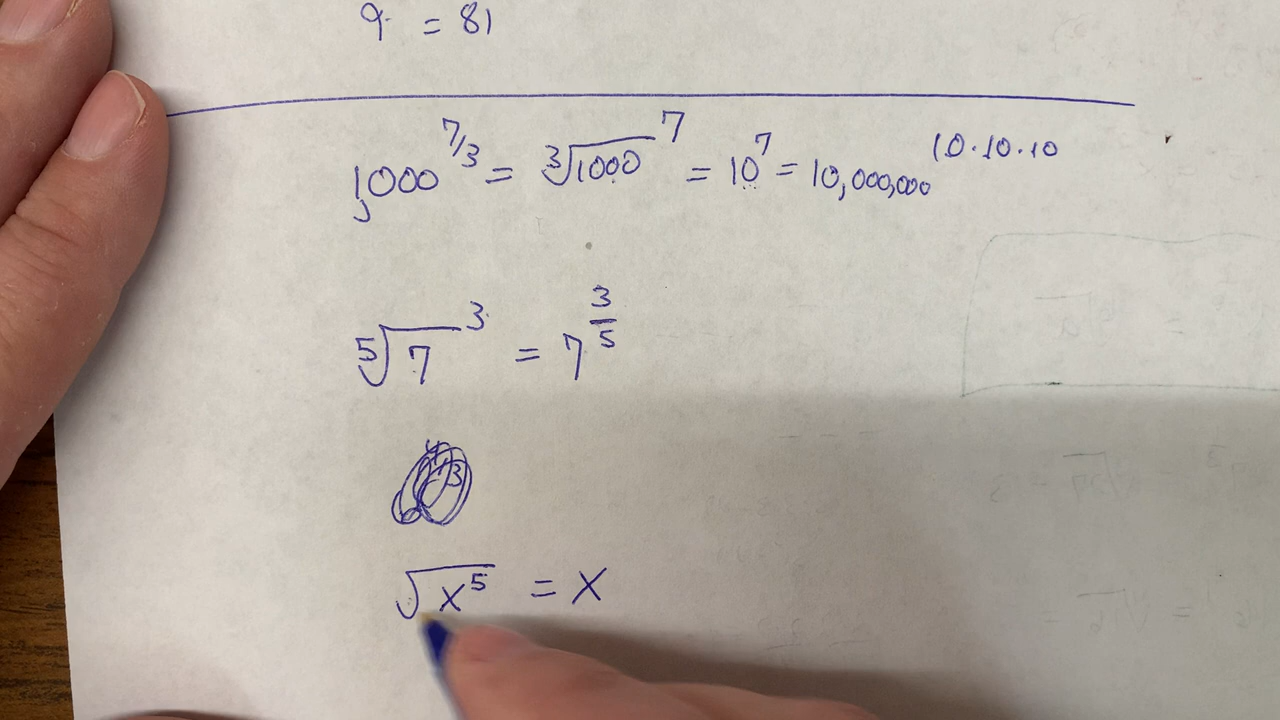 9 = 81
10·10·10
1000^{7/3} = ∛1000^7 = 10^7 = 10,000,000
⁵√7^3 = 7^{3/5}
√x^5 = x